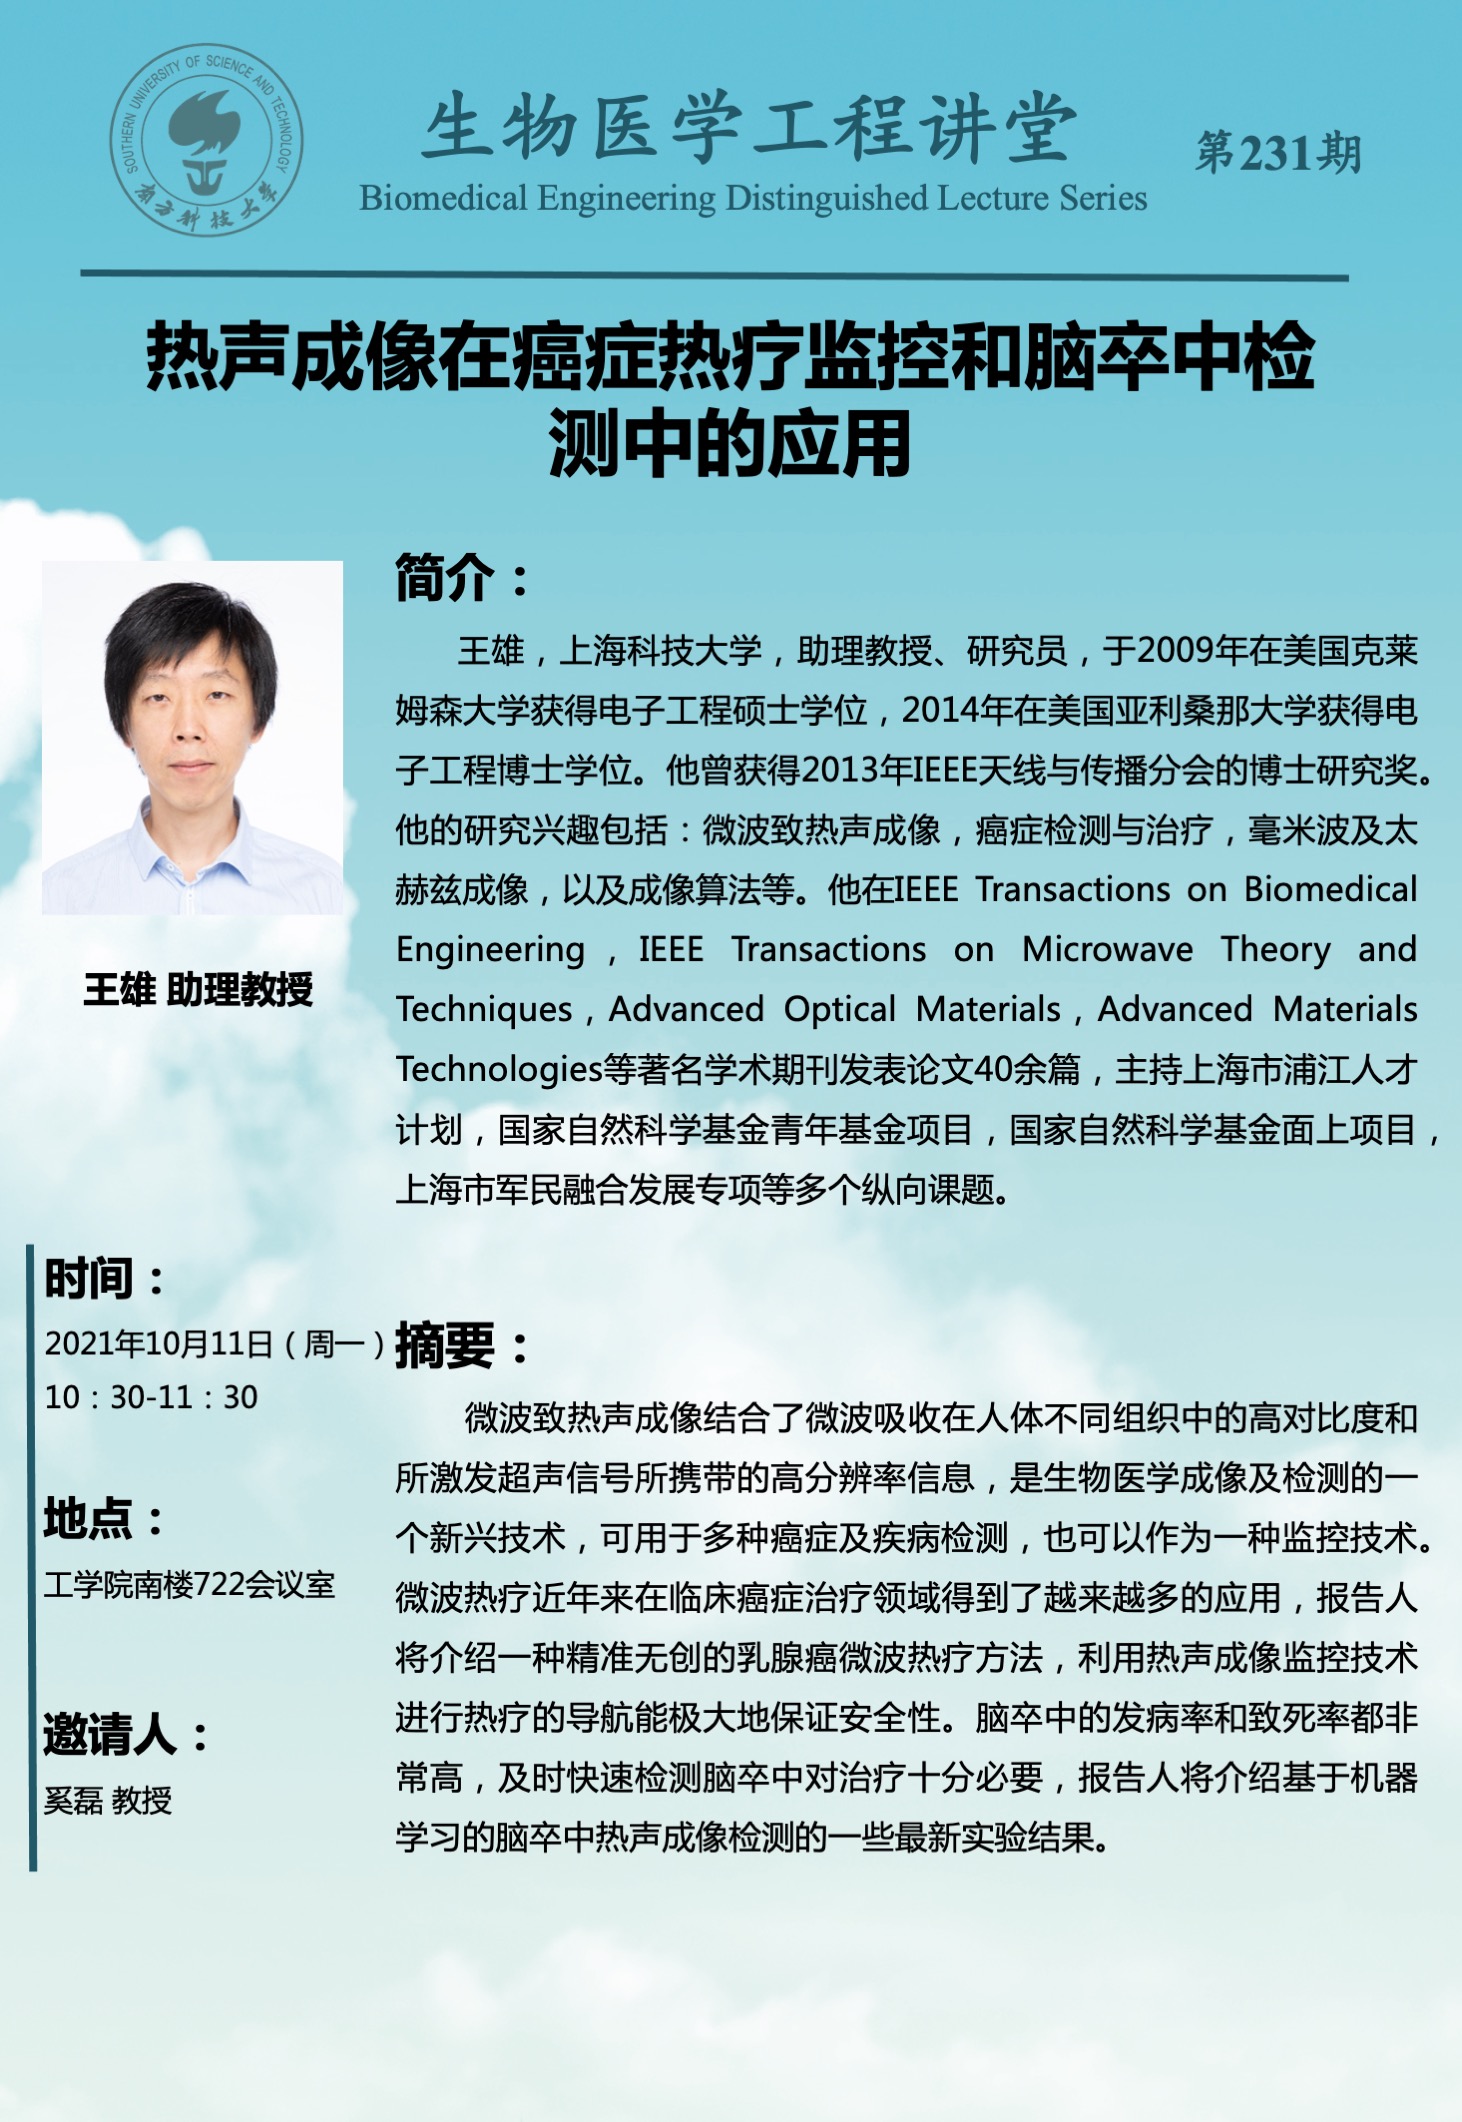 SOUTHERN UNIVERSITY OF SCIENCE AND TECHNOLOGY
南方科技大学
生物医学工程讲堂
Biomedical Engineering Distinguished Lecture Series
第231期
热声成像在癌症热疗监控和脑卒中检
测中的应用
王雄 助理教授
简介：
王雄，上海科技大学，助理教授、研究员，于2009年在美国克莱
姆森大学获得电子工程硕士学位，2014年在美国亚利桑那大学获得电
子工程博士学位。他曾获得2013年IEEE天线与传播分会的博士研究奖。
他的研究兴趣包括：微波致热声成像，癌症检测与治疗，毫米波及太
赫兹成像，以及成像算法等。他在IEEE Transactions on Biomedical
Engineering，IEEE Transactions on Microwave Theory and
Techniques，Advanced Optical Materials，Advanced Materials
Technologies等著名学术期刊发表论文40余篇，主持上海市浦江人才
计划，国家自然科学基金青年基金项目，国家自然科学基金面上项目，
上海市军民融合发展专项等多个纵向课题。
时间：
2021年10月11日（周一）
10：30-11：30
地点：
工学院南楼722会议室
邀请人：
奚磊 教授
摘要：
微波致热声成像结合了微波吸收在人体不同组织中的高对比度和
所激发超声信号所携带的高分辨率信息，是生物医学成像及检测的一
个新兴技术，可用于多种癌症及疾病检测，也可以作为一种监控技术。
微波热疗近年来在临床癌症治疗领域得到了越来越多的应用，报告人
将介绍一种精准无创的乳腺癌微波热疗方法，利用热声成像监控技术
进行热疗的导航能极大地保证安全性。脑卒中的发病率和致死率都非
常高，及时快速检测脑卒中对治疗十分必要，报告人将介绍基于机器
学习的脑卒中热声成像检测的一些最新实验结果。